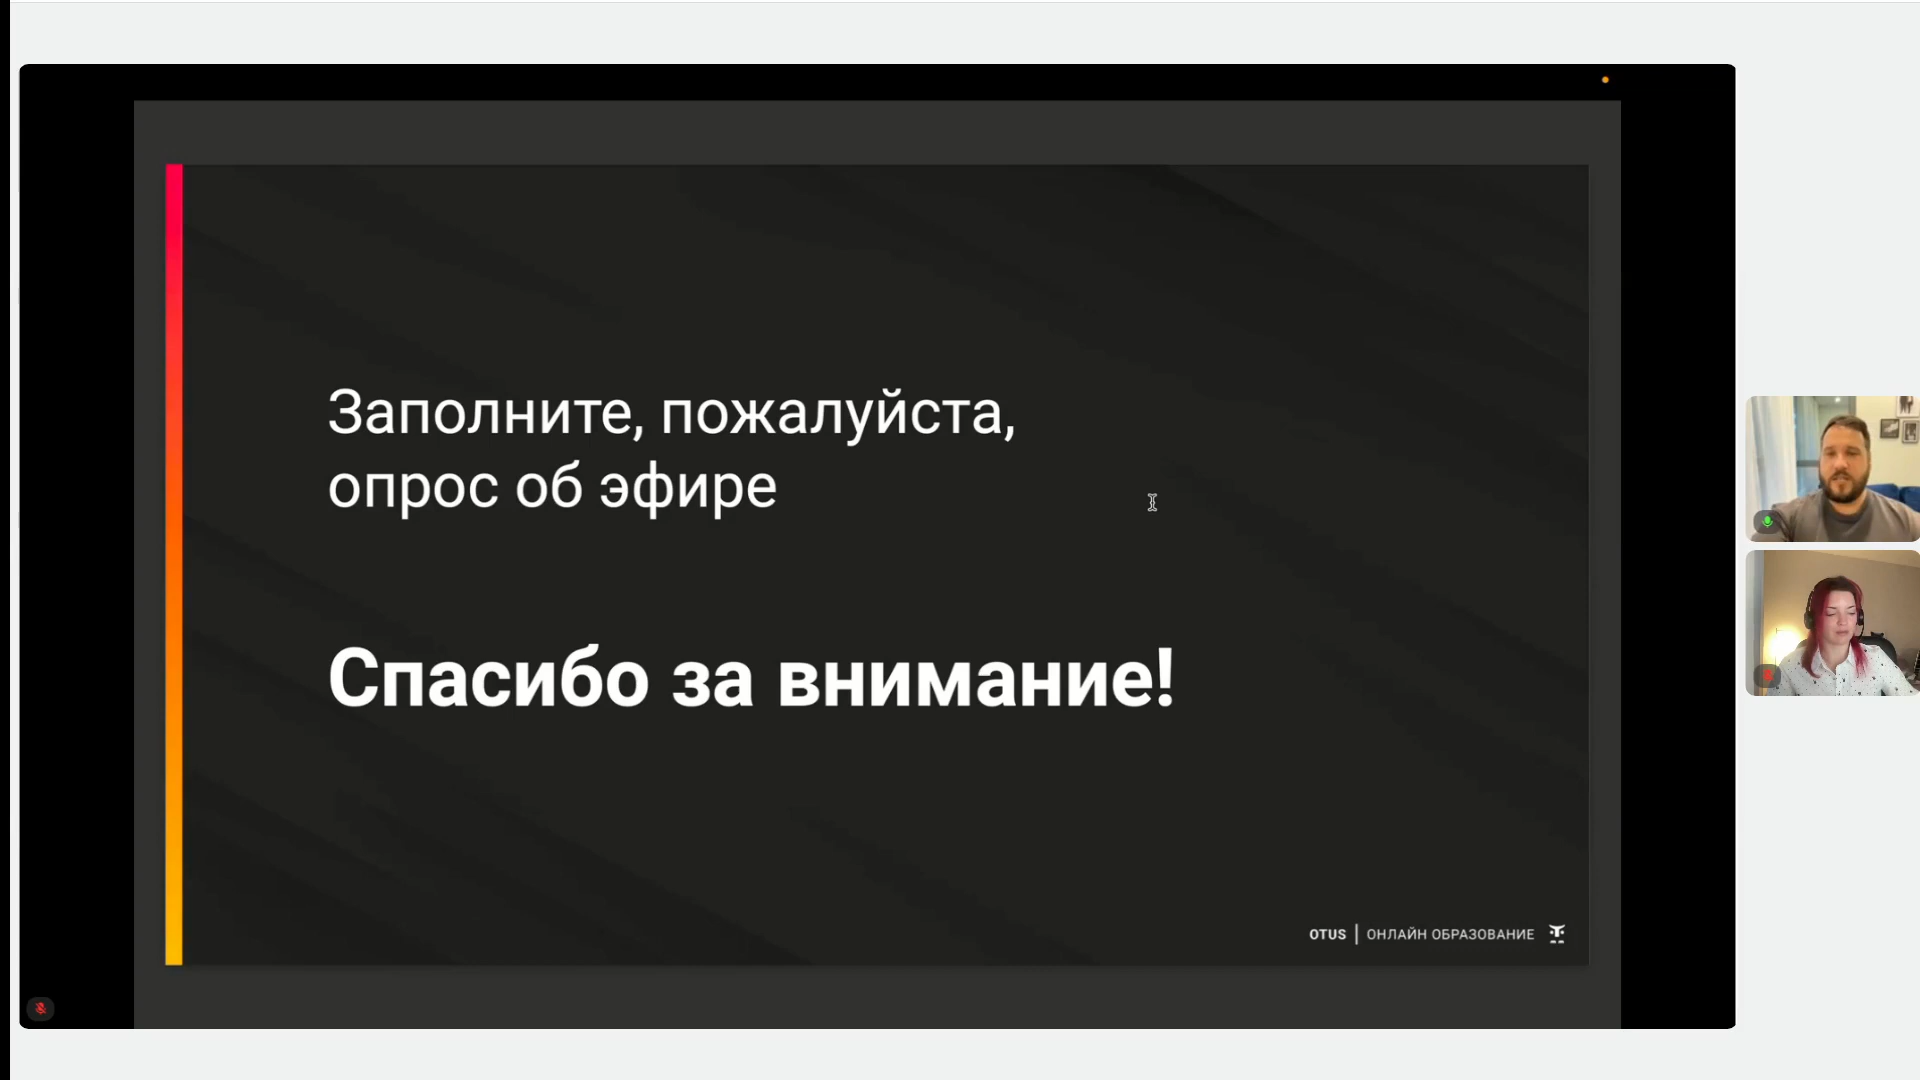 Заполните, пожалуйста,
опрос об эфире
Спасибо за внимание!
OTUS | ОНЛАЙН ОБРАЗОВАНИЕ